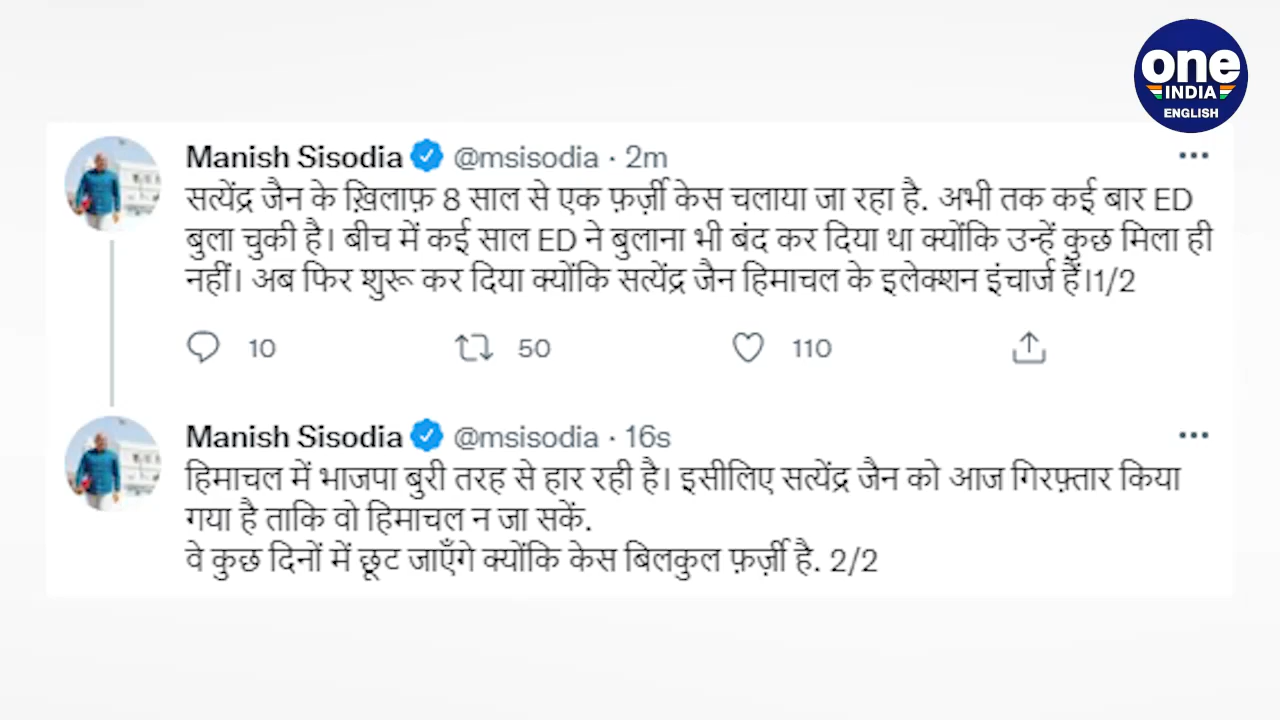 one
INDIA
ENGLISH
Manish Sisodia @msisodia · 2m
सत्येंद्र जैन के ख़िलाफ़ 8 साल से एक फ़र्ज़ी केस चलाया जा रहा है. अभी तक कई बार ED
बुला चुकी है। बीच में कई साल ED ने बुलाना भी बंद कर दिया था क्योंकि उन्हें कुछ मिला ही
नहीं। अब फिर शुरू कर दिया क्योंकि सत्येंद्र जैन हिमाचल के इलेक्शन इंचार्ज हैं।1/2
10 50 110
Manish Sisodia @msisodia · 16s
हिमाचल में भाजपा बुरी तरह से हार रही है। इसीलिए सत्येंद्र जैन को आज गिरफ़्तार किया
गया है ताकि वो हिमाचल न जा सकें.
वे कुछ दिनों में छूट जाएँगे क्योंकि केस बिलकुल फ़र्ज़ी है. 2/2